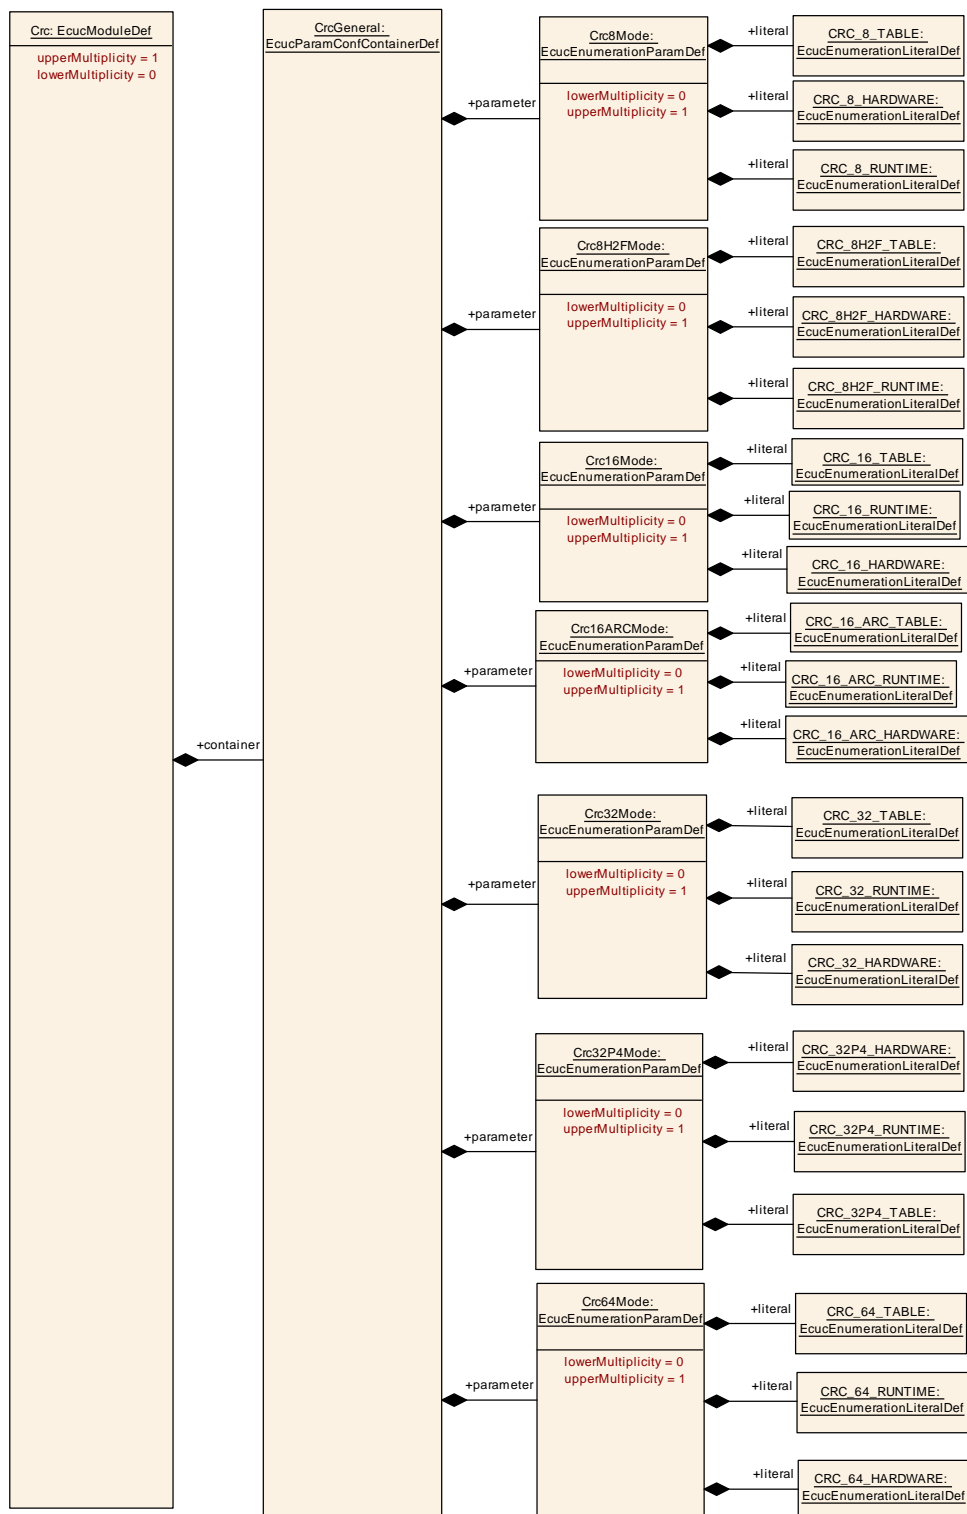 Crc: EcucModuleDef
upperMultiplicity = 1
lowerMultiplicity = 0
+container
CrcGeneral:
EcucParamConfContainerDef
+parameter
Crc8Mode:
EcucEnumerationParamDef
lowerMultiplicity = 0
upperMultiplicity = 1
+literal
CRC_8_TABLE:
EcucEnumerationLiteralDef
+literal
CRC_8_HARDWARE:
EcucEnumerationLiteralDef
+literal
CRC_8_RUNTIME:
EcucEnumerationLiteralDef
+parameter
Crc8H2FMode:
EcucEnumerationParamDef
lowerMultiplicity = 0
upperMultiplicity = 1
+literal
CRC_8H2F_TABLE:
EcucEnumerationLiteralDef
+literal
CRC_8H2F_HARDWARE:
EcucEnumerationLiteralDef
+literal
CRC_8H2F_RUNTIME:
EcucEnumerationLiteralDef
+parameter
Crc16Mode:
EcucEnumerationParamDef
lowerMultiplicity = 0
upperMultiplicity = 1
+literal
CRC_16_TABLE:
EcucEnumerationLiteralDef
+literal
CRC_16_RUNTIME:
EcucEnumerationLiteralDef
+literal
CRC_16_HARDWARE:
EcucEnumerationLiteralDef
+parameter
Crc16ARCMode:
EcucEnumerationParamDef
lowerMultiplicity = 0
upperMultiplicity = 1
+literal
CRC_16_ARC_TABLE:
EcucEnumerationLiteralDef
+literal
CRC_16_ARC_RUNTIME:
EcucEnumerationLiteralDef
+literal
CRC_16_ARC_HARDWARE:
EcucEnumerationLiteralDef
+parameter
Crc32Mode:
EcucEnumerationParamDef
lowerMultiplicity = 0
upperMultiplicity = 1
+literal
CRC_32_TABLE:
EcucEnumerationLiteralDef
+literal
CRC_32_RUNTIME:
EcucEnumerationLiteralDef
+literal
CRC_32_HARDWARE:
EcucEnumerationLiteralDef
+parameter
Crc32P4Mode:
EcucEnumerationParamDef
lowerMultiplicity = 0
upperMultiplicity = 1
+literal
CRC_32P4_HARDWARE:
EcucEnumerationLiteralDef
+literal
CRC_32P4_RUNTIME:
EcucEnumerationLiteralDef
+literal
CRC_32P4_TABLE:
EcucEnumerationLiteralDef
+parameter
Crc64Mode:
EcucEnumerationParamDef
lowerMultiplicity = 0
upperMultiplicity = 1
+literal
CRC_64_TABLE:
EcucEnumerationLiteralDef
+literal
CRC_64_RUNTIME:
EcucEnumerationLiteralDef
+literal
CRC_64_HARDWARE:
EcucEnumerationLiteralDef